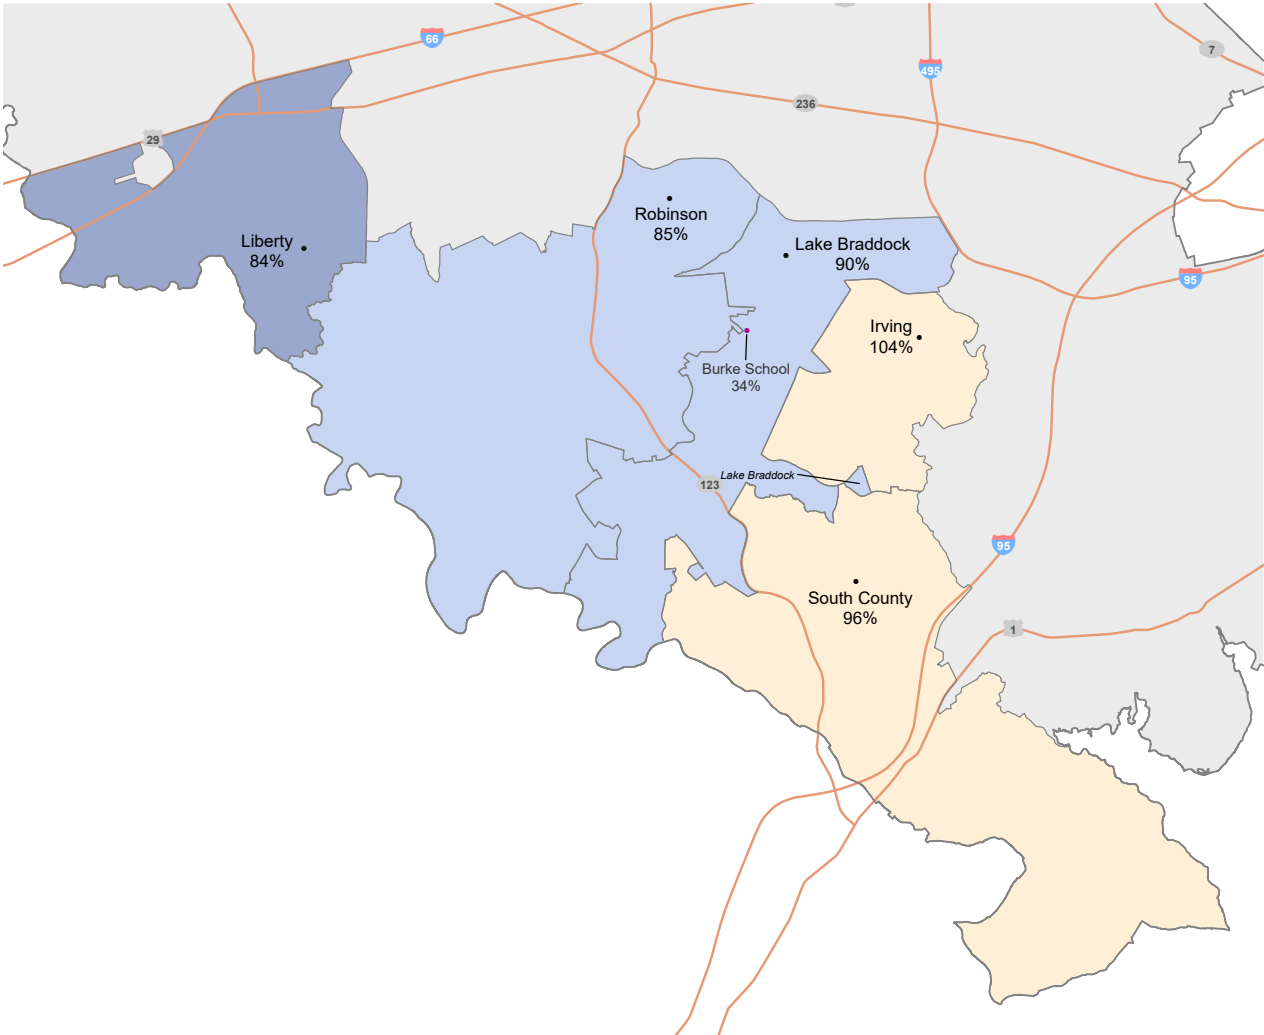 66
7
495
236
29
Robinson
85%
Liberty
84%
Lake Braddock
90%
95
Irving
104%
Burke School
34%
Lake Braddock
123
95
South County
96%
1